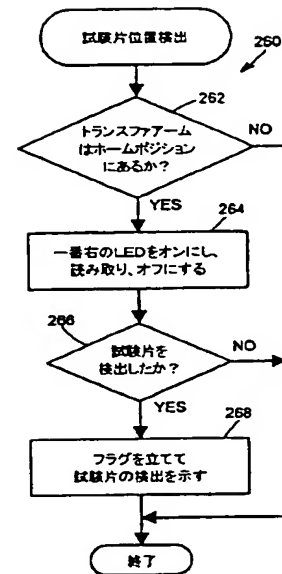 試験片位置検出
260
262
トランスファアーム
はホームポジション
にあるか?
NO
YES
264
一番右のLEDをオンにし、
読み取り、オフにする
266
試験片を
検出したか?
NO
YES
268
フラグを立てて
試験片の検出を示す
終了